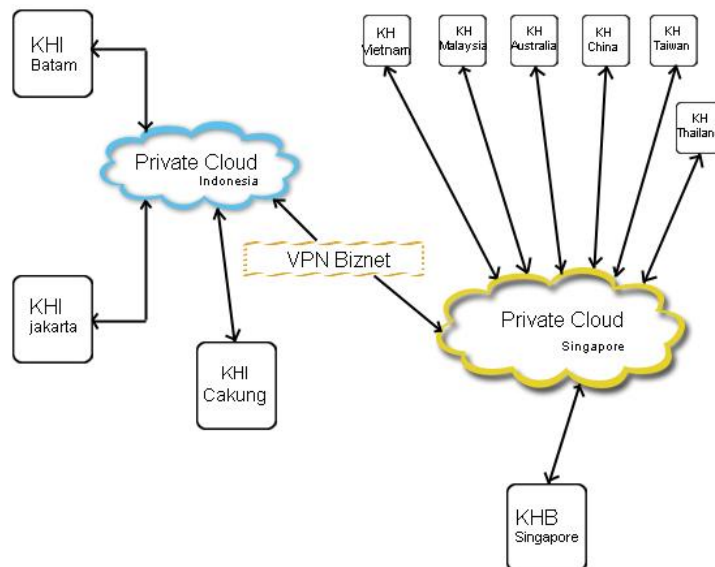 KHI
Batam
KH
Vietnam
KH
Malaysia
KH
Australia
KH
China
KH
Taiwan
KH
Thailand
Private Cloud
Indonesia
VPN Biznet
KHI
jakarta
KHI
Cakung
Private Cloud
Singapore
KHB
Singapore